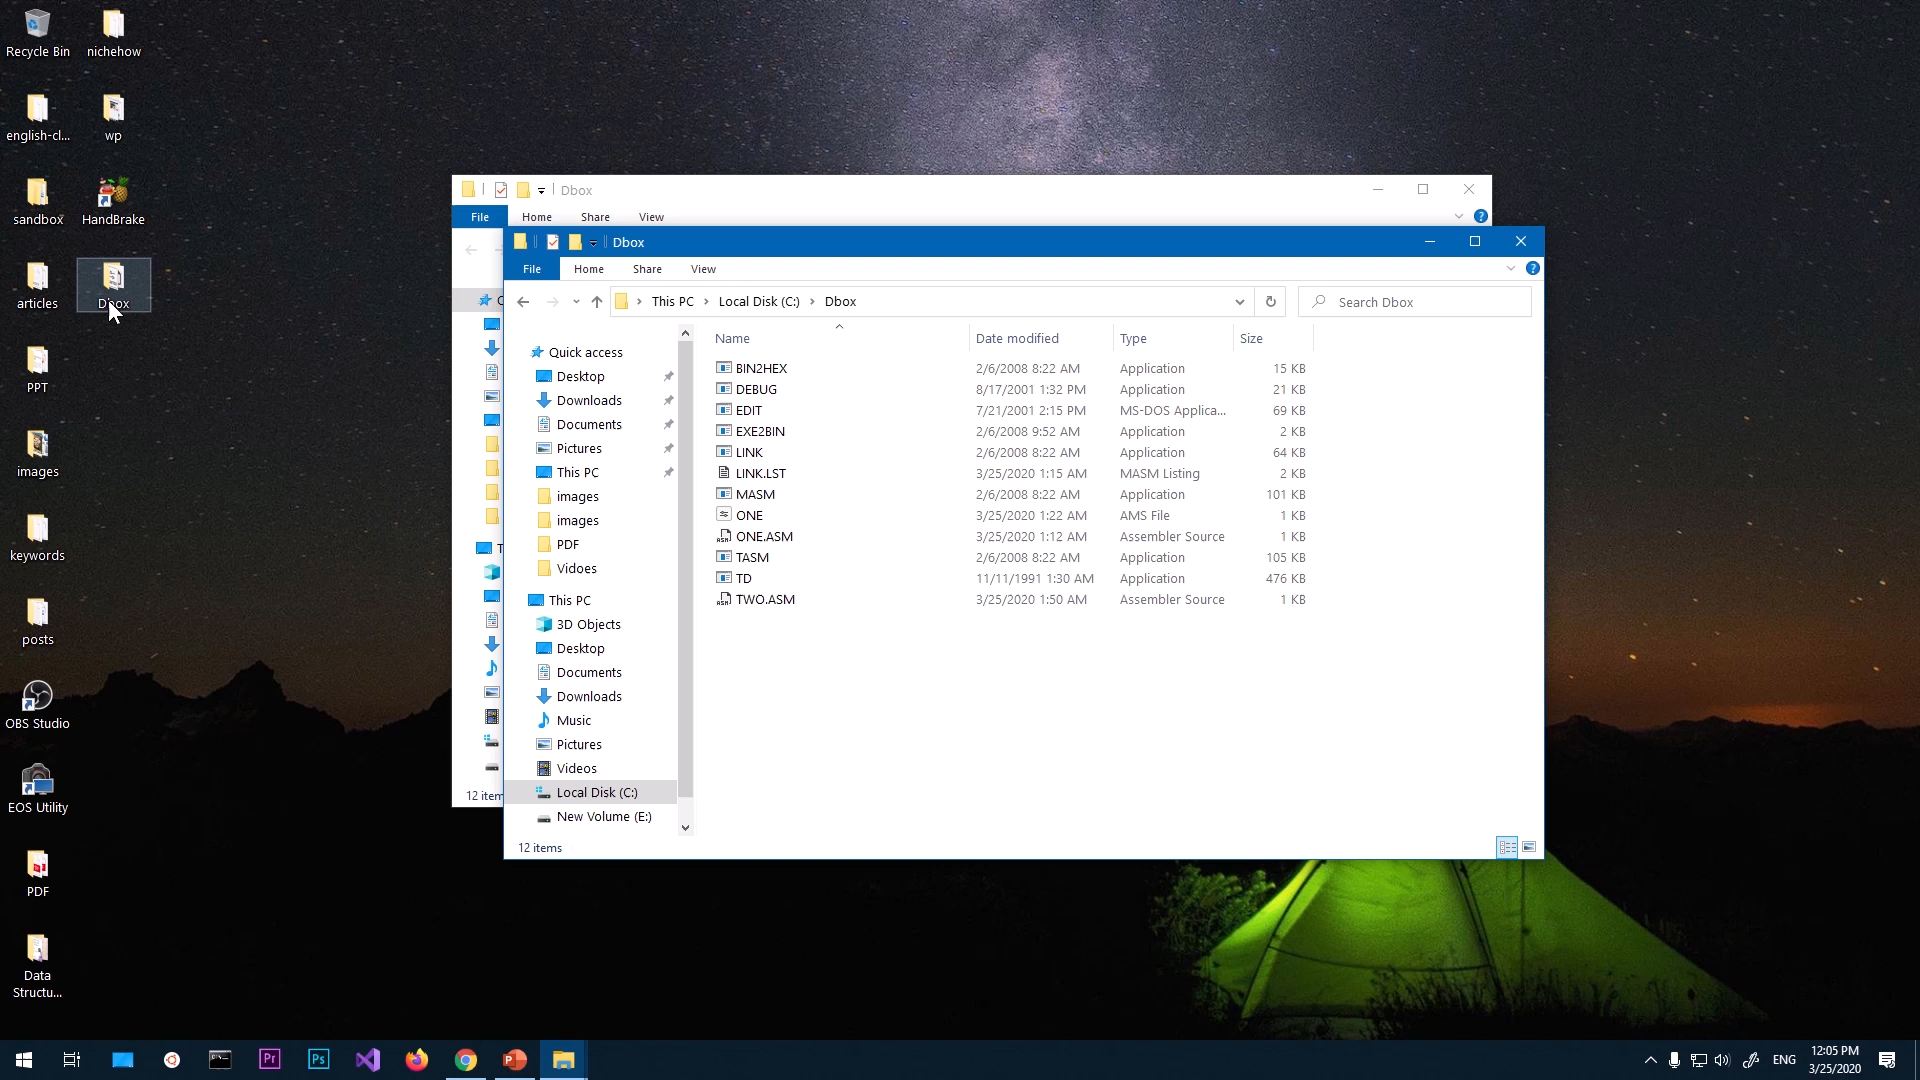 Recycle Bin
nichehow
english-cl...
wp
sandbox
HandBrake
articles
Dbox
PPT
images
keywords
posts
OBS Studio
EOS Utility
PDF
Data
Structu...
Dbox
File Home Share View
12 item
Dbox
File Home Share View
This PC Local Disk (C:) Dbox
Search Dbox
Quick access
Desktop
Downloads
Documents
Pictures
This PC
images
images
PDF
Vidoes
This PC
3D Objects
Desktop
Documents
Downloads
Music
Pictures
Videos
Local Disk (C:)
New Volume (E:)
Name Date modified Type Size
BIN2HEX 2/6/2008 8:22 AM Application 15 KB
DEBUG 8/17/2001 1:32 PM Application 21 KB
EDIT 7/21/2001 2:15 PM MS-DOS Applica... 69 KB
EXE2BIN 2/6/2008 9:52 AM Application 2 KB
LINK 2/6/2008 8:22 AM Application 64 KB
LINK.LST 3/25/2020 1:15 AM MASM Listing 2 KB
MASM 2/6/2008 8:22 AM Application 101 KB
ONE 3/25/2020 1:22 AM AMS File 1 KB
ONE.ASM 3/25/2020 1:12 AM Assembler Source 1 KB
TASM 2/6/2008 8:22 AM Application 105 KB
TD 11/11/1991 1:30 AM Application 476 KB
TWO.ASM 3/25/2020 1:50 AM Assembler Source 1 KB
12 items
Pr
Ps
ENG
12:05 PM
3/25/2020